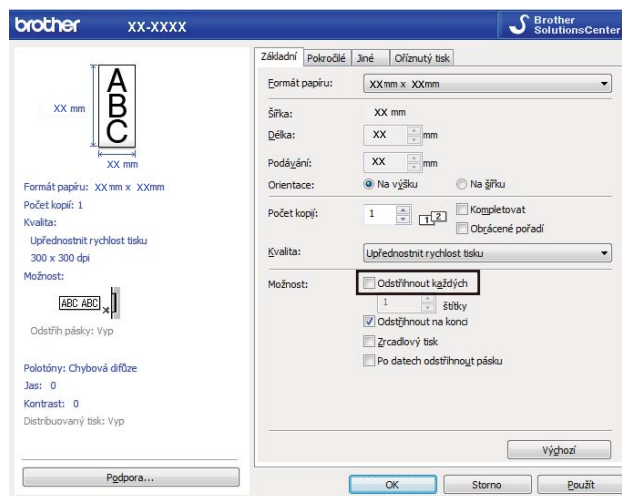 brother XX-XXXX Brother SolutionsCenter
A
B
C
XX mm
XX mm
Formát papíru: XXmm x XXmm
Počet kopií: 1
Kvalita:
Upřednostnit rychlost tisku
300 x 300 dpi
Možnost:
ABC ABC
Odstřih pásky: Vyp
Polotóny: Chybová difůze
Jas: 0
Kontrast: 0
Distribuovaný tisk: Vyp
Podpora...
Základní Pokročilé Jiné Oříznutý tisk
Formát papíru: XXmm x XXmm
Šířka: XX mm
Délka: XX mm
Podávání: XX mm
Orientace: Na výšku Na šířku
Počet kopií: 1 1 2 Kompletovat
Obrácené pořadí
Kvalita: Upřednostnit rychlost tisku
Možnost: Odstřihnout každých
1 štítky
Odstřihnout na konci
Zrcadlový tisk
Po datech odstřihnout pásku
Výchozí
OK Storno Použít